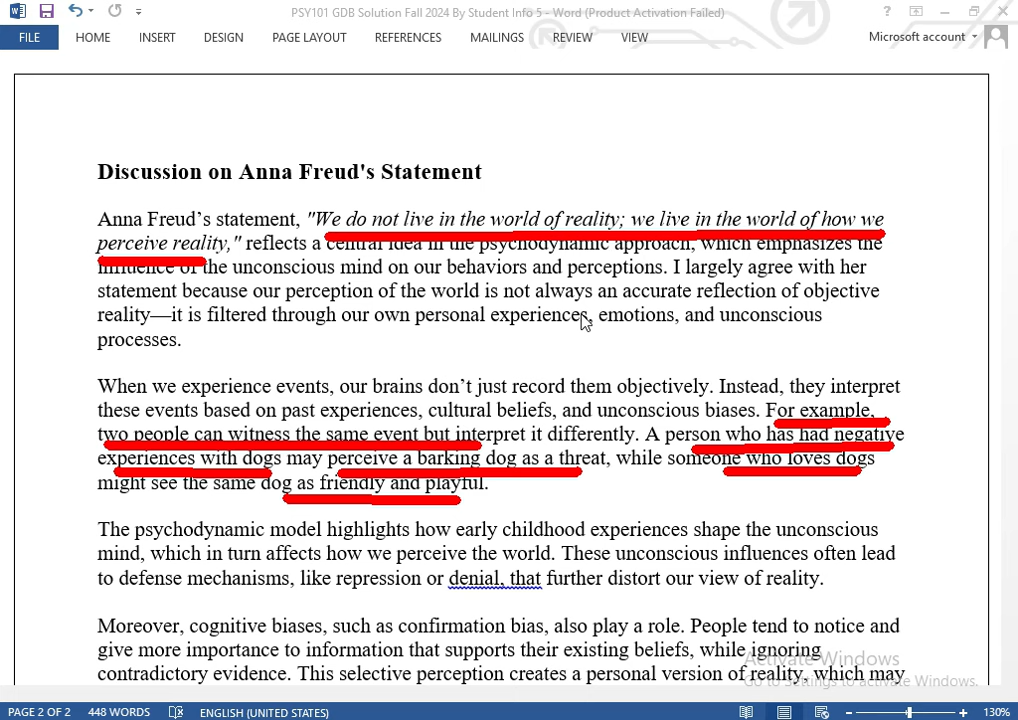 PSY101 GDB Solution Fall 2024 By Student Info 5 - Word (Product Activation Failed)
FILE HOME INSERT DESIGN PAGE LAYOUT REFERENCES MAILINGS REVIEW VIEW Microsoft account
Discussion on Anna Freud's Statement
Anna Freud’s statement, "We do not live in the world of reality; we live in the world of how we
perceive reality," reflects a central idea in the psychodynamic approach, which emphasizes the
influence of the unconscious mind on our behaviors and perceptions. I largely agree with her
statement because our perception of the world is not always an accurate reflection of objective
reality—it is filtered through our own personal experiences, emotions, and unconscious
processes.
When we experience events, our brains don’t just record them objectively. Instead, they interpret
these events based on past experiences, cultural beliefs, and unconscious biases. For example,
two people can witness the same event but interpret it differently. A person who has had negative
experiences with dogs may perceive a barking dog as a threat, while someone who loves dogs
might see the same dog as friendly and playful.
The psychodynamic model highlights how early childhood experiences shape the unconscious
mind, which in turn affects how we perceive the world. These unconscious influences often lead
to defense mechanisms, like repression or denial, that further distort our view of reality.
Moreover, cognitive biases, such as confirmation bias, also play a role. People tend to notice and
give more importance to information that supports their existing beliefs, while ignoring
contradictory evidence. This selective perception creates a personal version of reality, which may
Activate Windows
Go to Settings to activate Windows.
PAGE 2 OF 2 448 WORDS ENGLISH (UNITED STATES) 130%